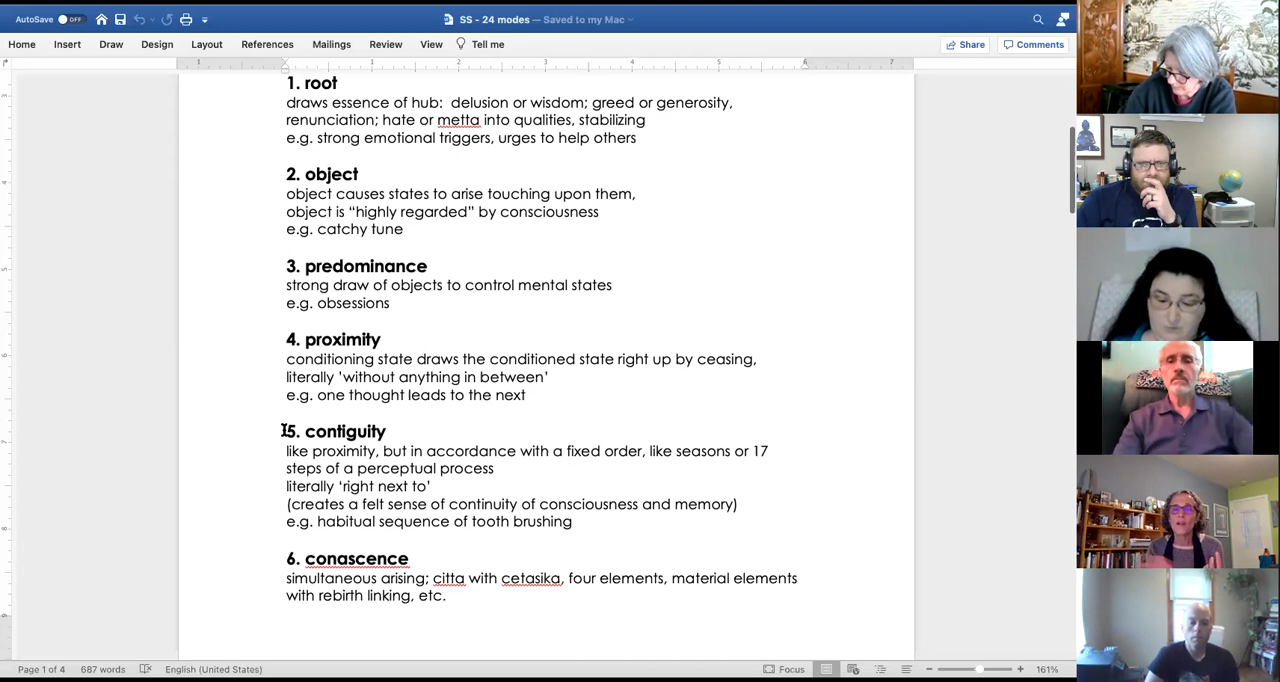 AutoSave OFF
SS - 24 modes — Saved to my Mac
Home Insert Draw Design Layout References Mailings Review View Tell me Share Comments
1 1 2 3 4 5 6 7
1. root
draws essence of hub: delusion or wisdom; greed or generosity,
renunciation; hate or metta into qualities, stabilizing
e.g. strong emotional triggers, urges to help others
2. object
object causes states to arise touching upon them,
object is “highly regarded” by consciousness
e.g. catchy tune
3. predominance
strong draw of objects to control mental states
e.g. obsessions
4. proximity
conditioning state draws the conditioned state right up by ceasing,
literally ’without anything in between’
e.g. one thought leads to the next
5. contiguity
like proximity, but in accordance with a fixed order, like seasons or 17
steps of a perceptual process
literally ‘right next to’
(creates a felt sense of continuity of consciousness and memory)
e.g. habitual sequence of tooth brushing
6. conascence
simultaneous arising; citta with cetasika, four elements, material elements
with rebirth linking, etc.
Page 1 of 4 687 words English (United States) Focus 161%